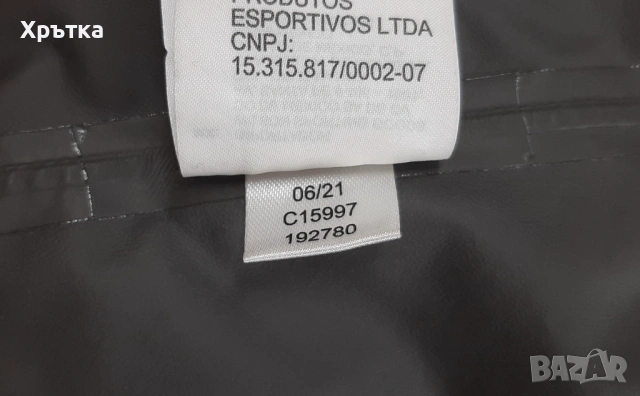 Хрътка
PRODUTOS
ESPORTIVOS LTDA
CNPJ:
15.315.817/0002-07
06/21
C15997
192780
BAZAR